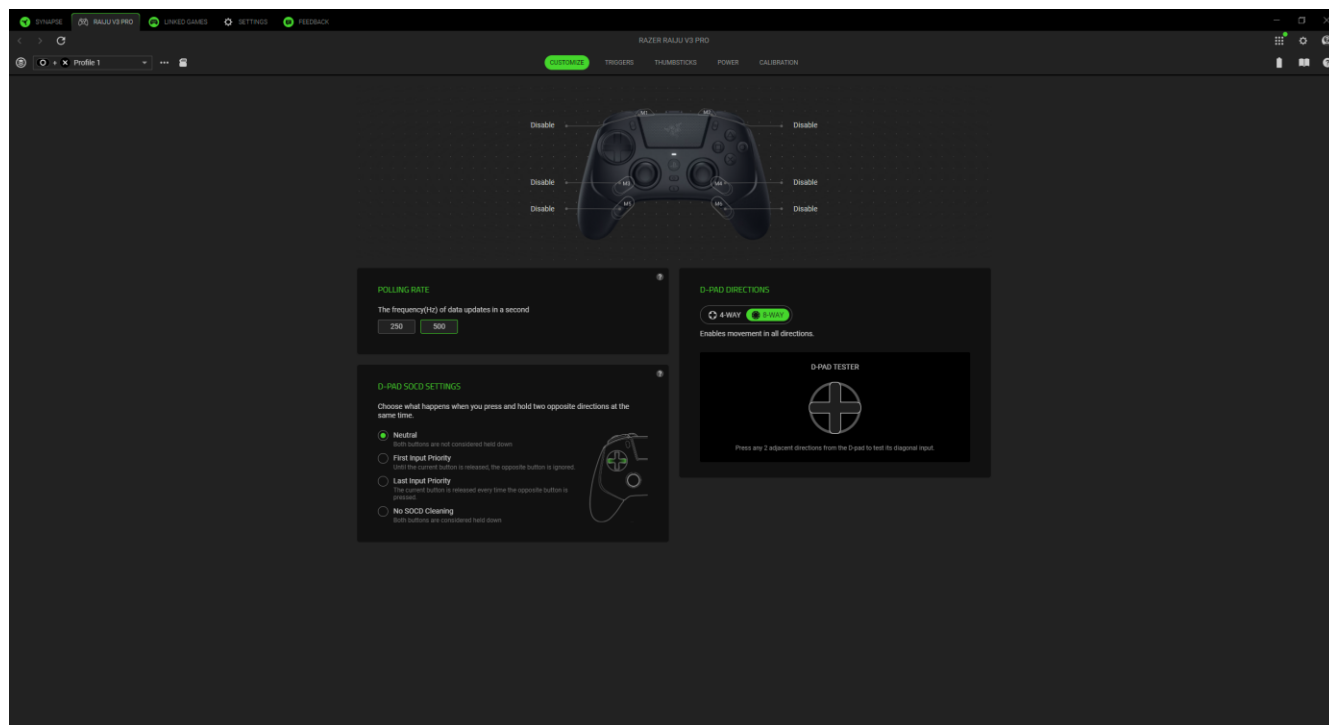 SYNAPSE RAIJU V3 PRO LINKED GAMES SETTINGS FEEDBACK
RAZER RAIJU V3 PRO
+ Profile 1
CUSTOMIZE TRIGGERS THUMBSTICKS POWER CALIBRATION
M1 M2
Disable Disable
Disable M3 M4 Disable
Disable M5 M6 Disable
POLLING RATE
The frequency(Hz) of data updates in a second
250 500
D-PAD SOCD SETTINGS
Choose what happens when you press and hold two opposite directions at the
same time.
Neutral
Both buttons are not considered held down
First Input Priority
Until the current button is released, the opposite button is ignored.
Last Input Priority
The current button is released every time the opposite button is
pressed.
No SOCD Cleaning
Both buttons are considered held down
D-PAD DIRECTIONS
4-WAY 8-WAY
Enables movement in all directions.
D-PAD TESTER
Press any 2 adjacent directions from the D-pad to test its diagonal input.